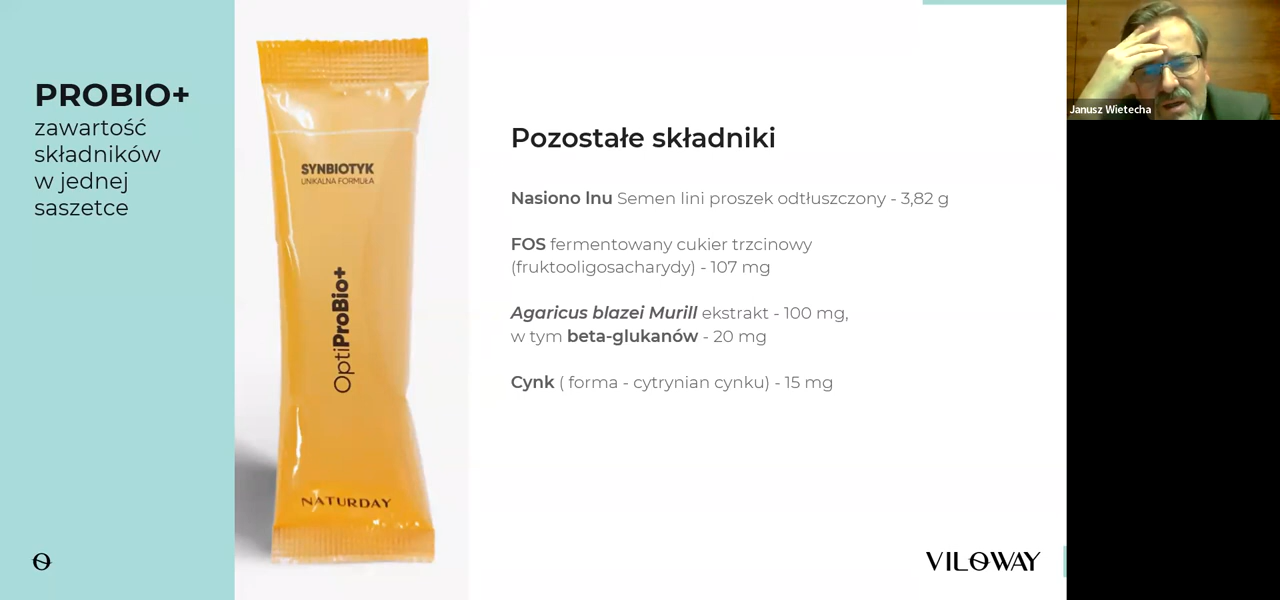 PROBIO+
zawartość
składników
w jednej
saszetce
SYNBIOTYK
UNIKALNA FORMUŁA
OptiProBio+
NATURDAY
Pozostałe składniki
Nasiono lnu Semen lini proszek odtłuszczony - 3,82 g
FOS fermentowany cukier trzcinowy
(fruktooligosacharydy) - 107 mg
Agaricus blazei Murill ekstrakt - 100 mg,
w tym beta-glukanów - 20 mg
Cynk ( forma - cytrynian cynku) - 15 mg
VILOWAY
Janusz Wietecha